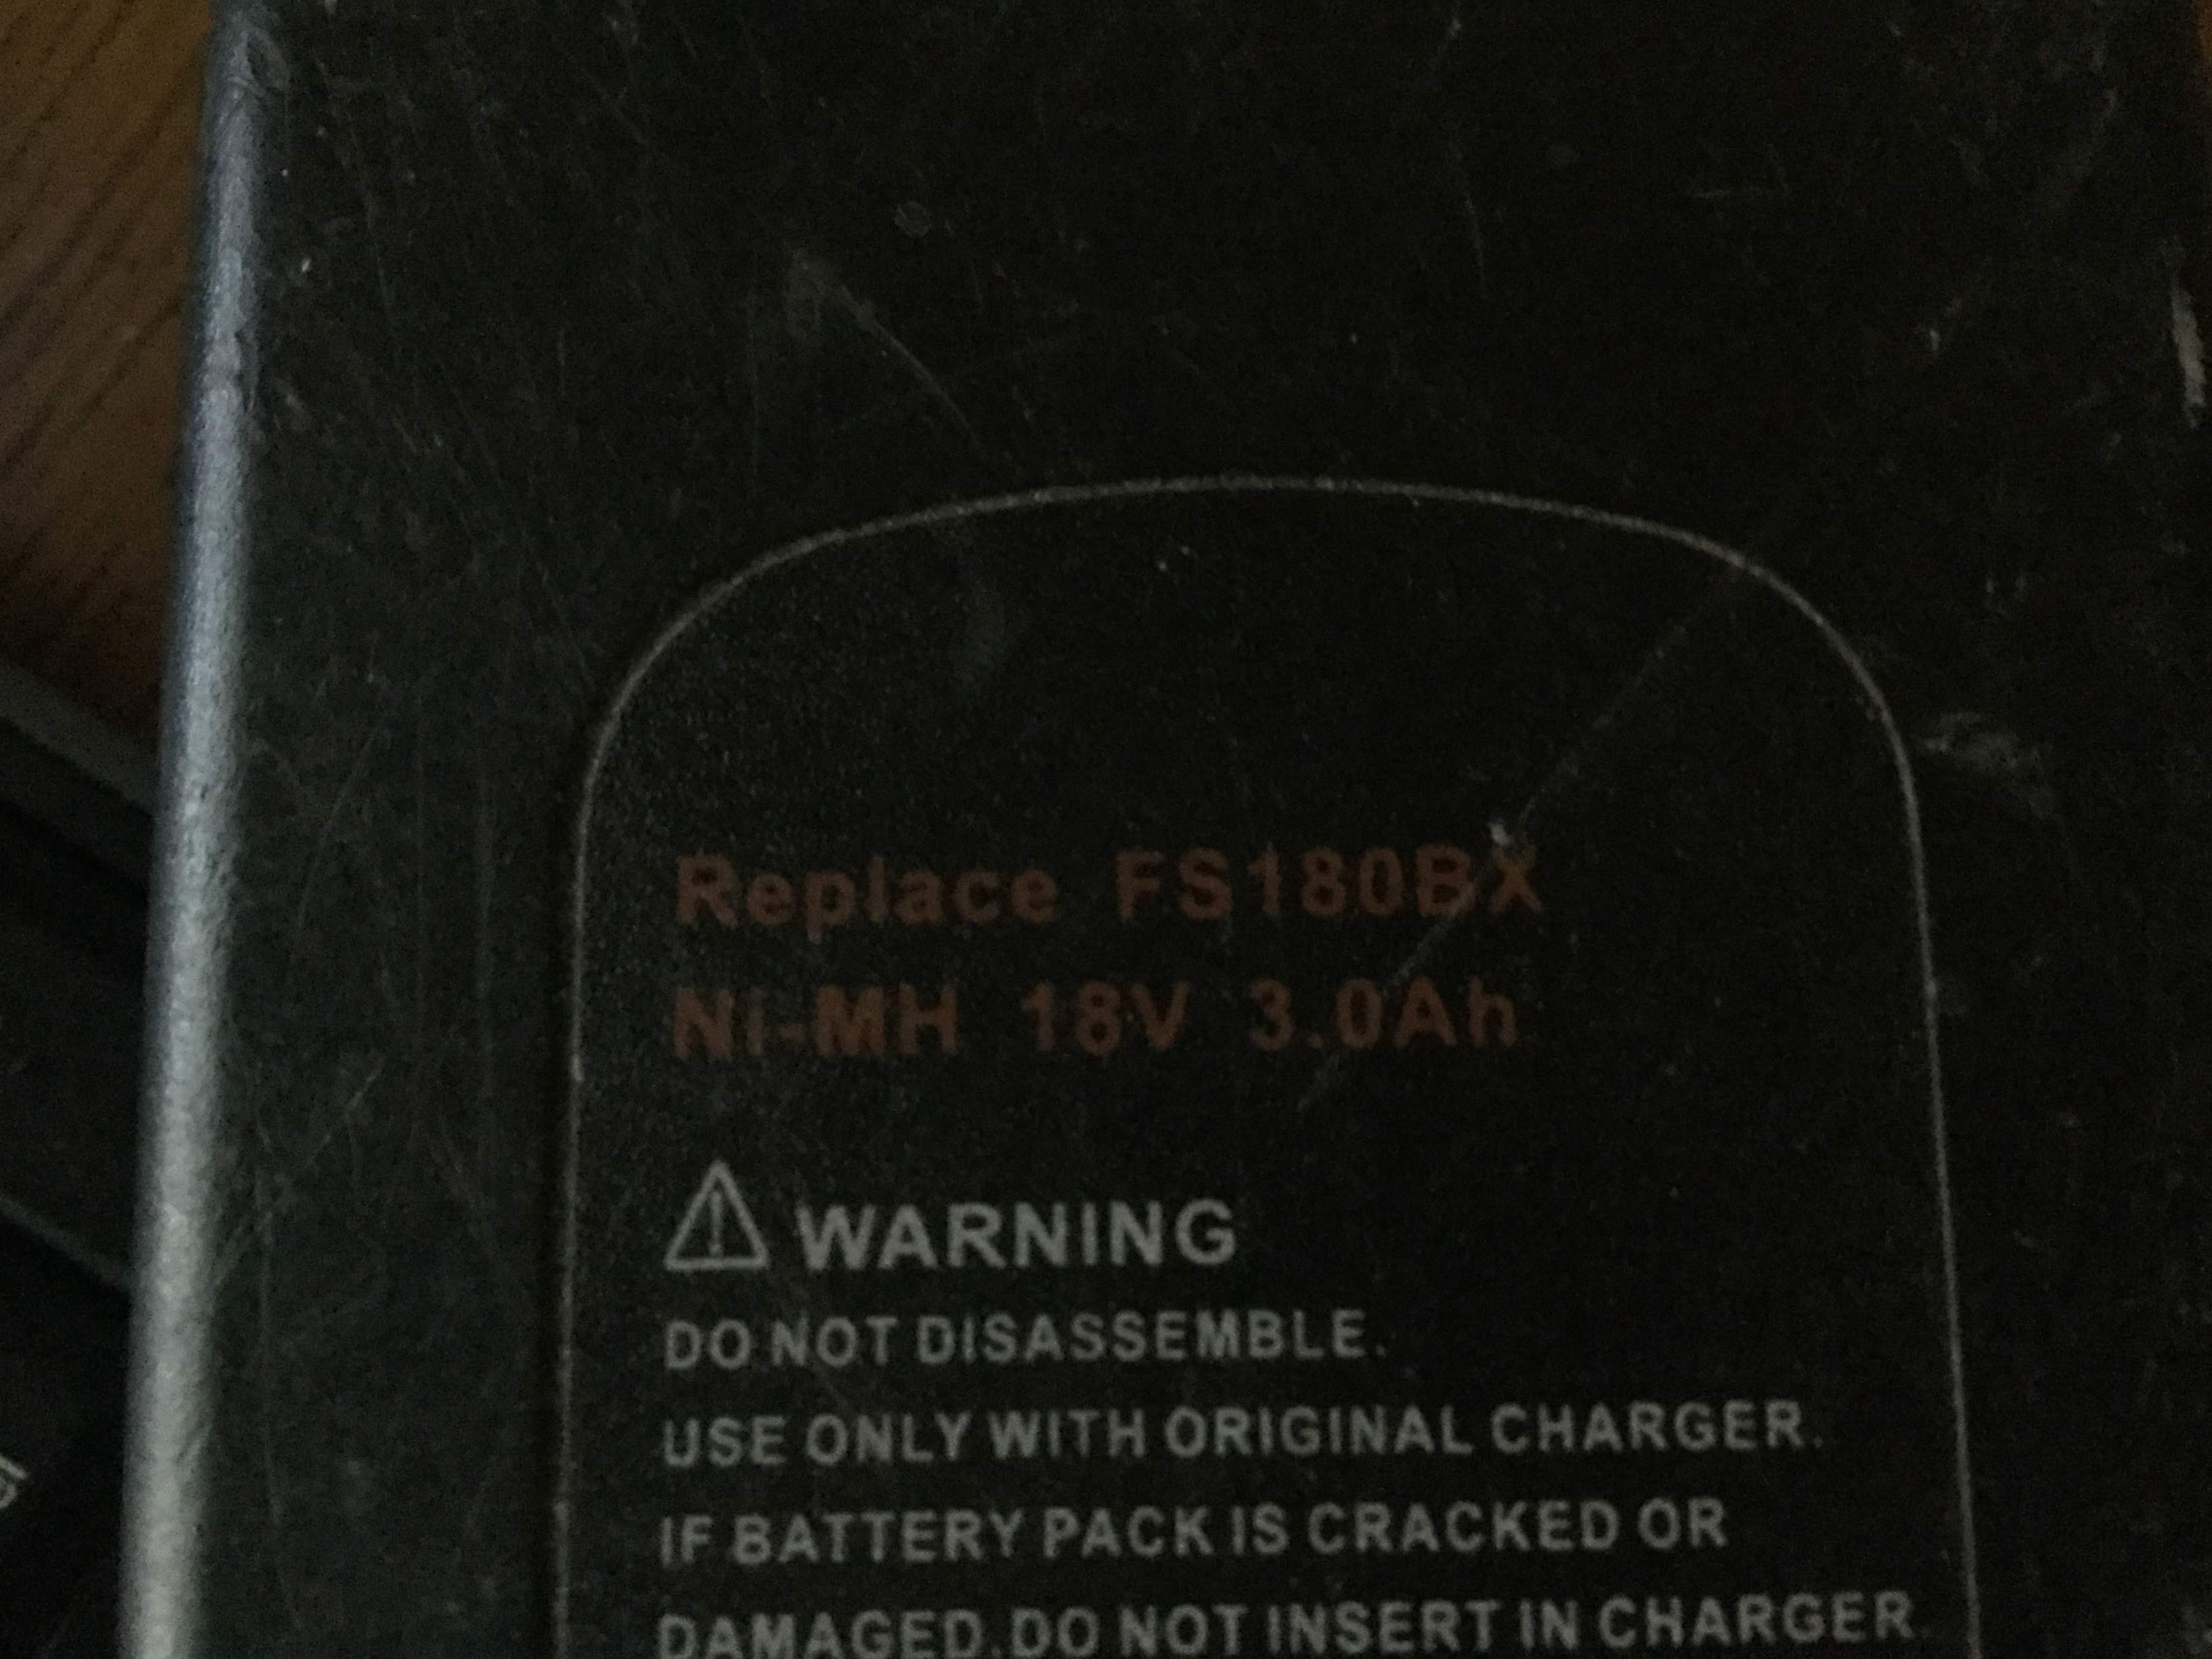 Replace FS180BX
Ni-MH 18V 3.0Ah
WARNING
DO NOT DISASSEMBLE.
USE ONLY WITH ORIGINAL CHARGER.
IF BATTERY PACK IS CRACKED OR
DAMAGED.DO NOT INSERT IN CHARGER